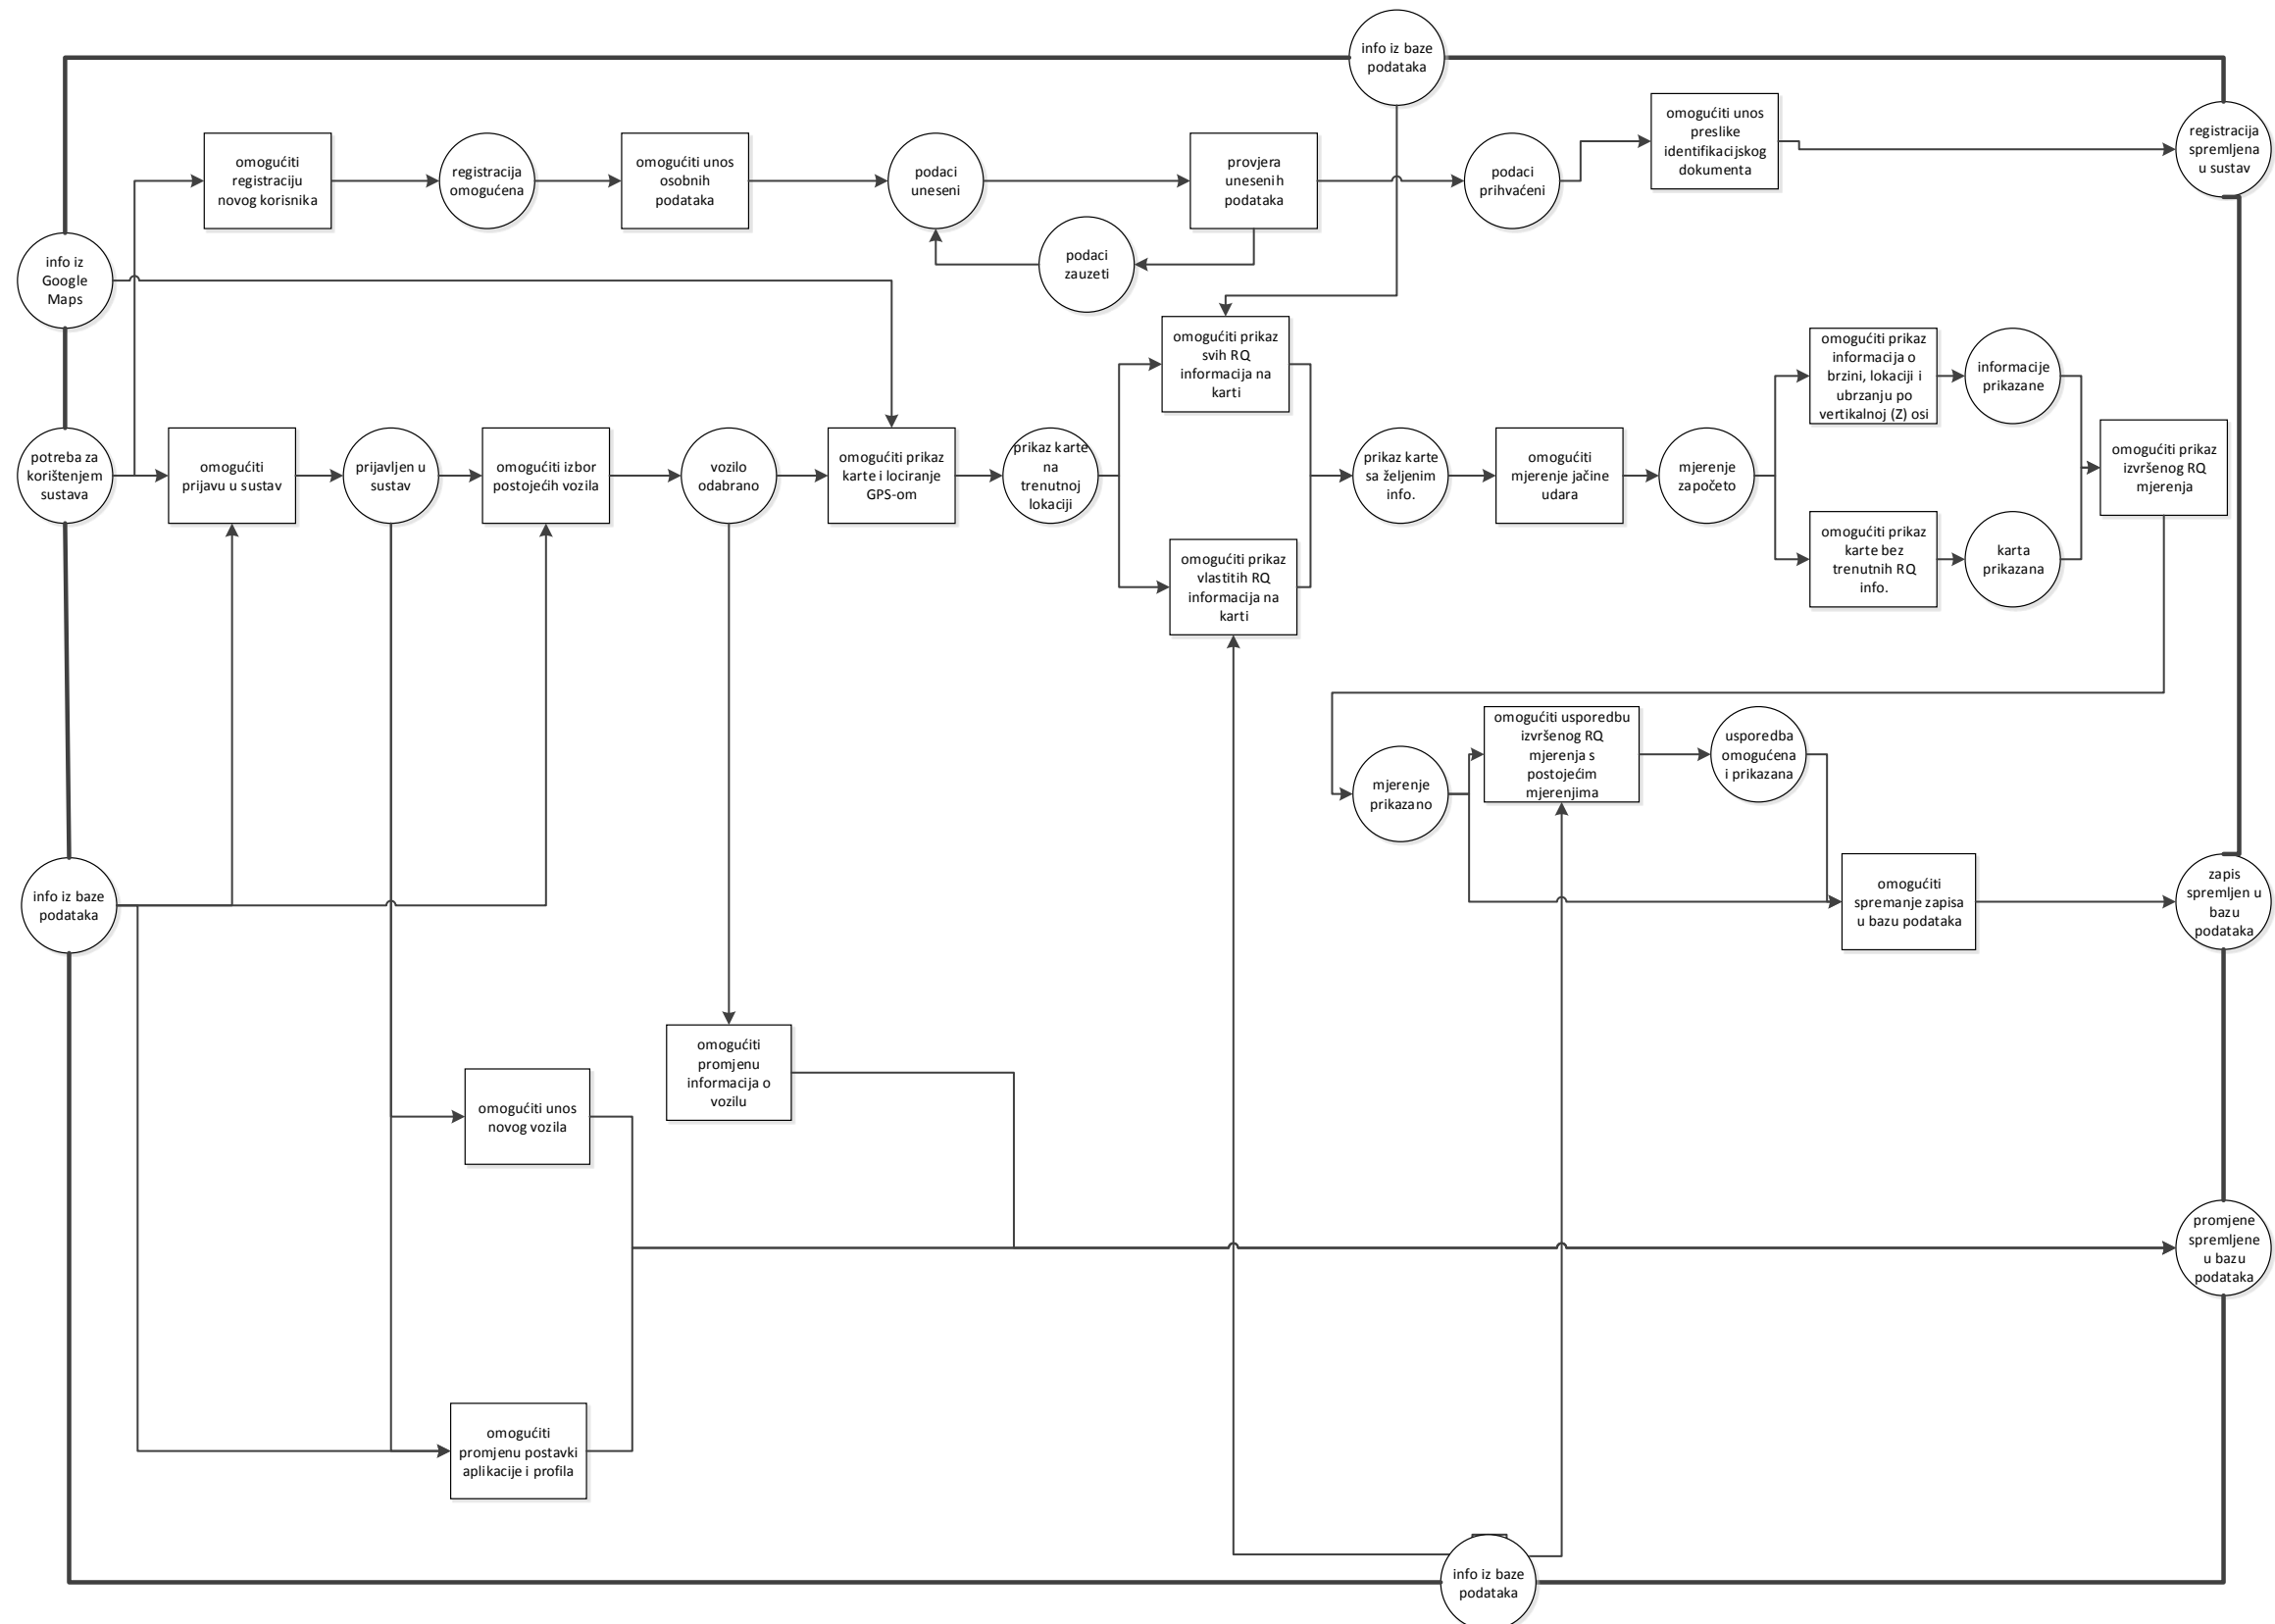 info iz baze
podataka
omogućiti
registraciju
novog korisnika
registracija
omogućena
omogućiti unos
osobnih
podataka
podaci
uneseni
provjera
unesenih
podataka
podaci
prihvaćeni
omogućiti unos
preslike
identifikacijskog
dokumenta
registracija
spremljena
u sustav
podaci
zauzeti
info iz
Google
Maps
omogućiti prikaz
svih RQ
informacija na
karti
omogućiti prikaz
informacija o
brzini, lokaciji i
ubrzanju po
vertikalnoj (Z) osi
informacije
prikazane
potreba za
korištenjem
sustava
omogućiti
prijavu u sustav
prijavljen u
sustav
omogućiti izbor
postojećih vozila
vozilo
odabrano
omogućiti prikaz
karte i lociranje
GPS-om
prikaz karte
na
trenutnoj
lokaciji
prikaz karte
sa željenim
info.
omogućiti
mjerenje jačine
udara
mjerenje
započeto
omogućiti prikaz
izvršenog RQ
mjerenja
omogućiti prikaz
vlastitih RQ
informacija na
karti
omogućiti prikaz
karte bez
trenutnih RQ
info.
karta
prikazana
mjerenje
prikazano
omogućiti usporedbu
izvršenog RQ
mjerenja s
postojećim
mjerenjima
usporedba
omogućena
i prikazana
info iz baze
podataka
omogućiti
spremanje zapisa
u bazu podataka
zapis
spremljen u
bazu
podataka
omogućiti
promjenu
informacija o
vozilu
omogućiti unos
novog vozila
promjene
spremljene
u bazu
podataka
omogućiti
promjenu postavki
aplikacije i profila
info iz baze
podataka